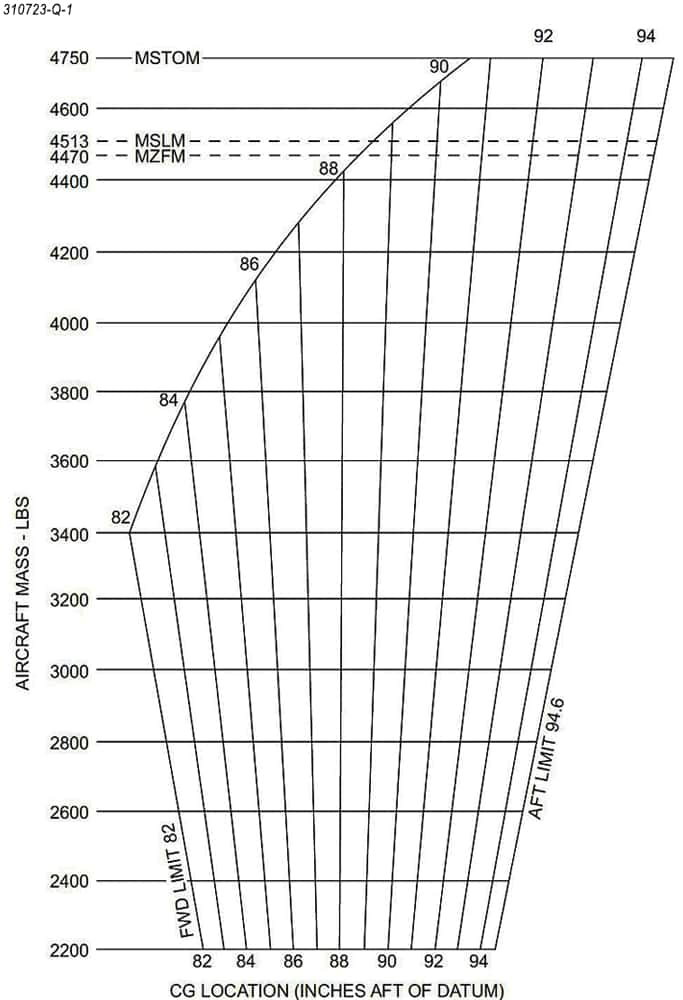 310723-Q-1
92 94
4750 MSTOM
90
4600
4513 MSLM
4470 MZFM
88
4400
4200
86
4000
3800
84
3600
82
3400
3200
3000
2800
2600
2400
2200
AIRCRAFT MASS - LBS
FWD LIMIT 82
AFT LIMIT 94.6
82 84 86 88 90 92 94
CG LOCATION (INCHES AFT OF DATUM)